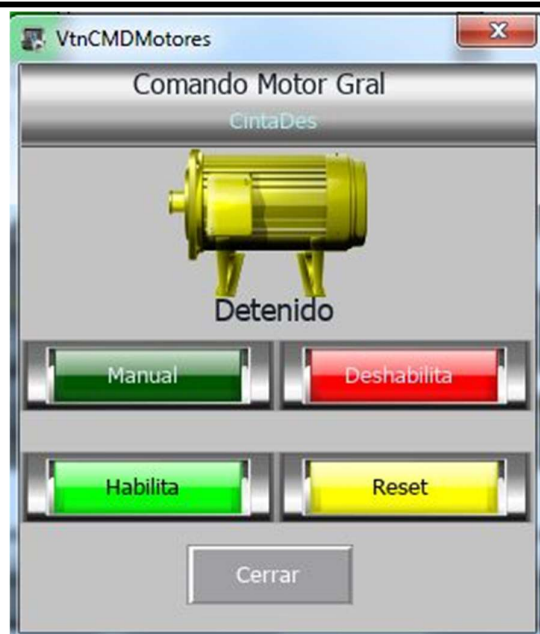 VtnCMDMotores
Comando Motor Gral
CintaDes
Detenido
Manual
Deshabilita
Habilita
Reset
Cerrar